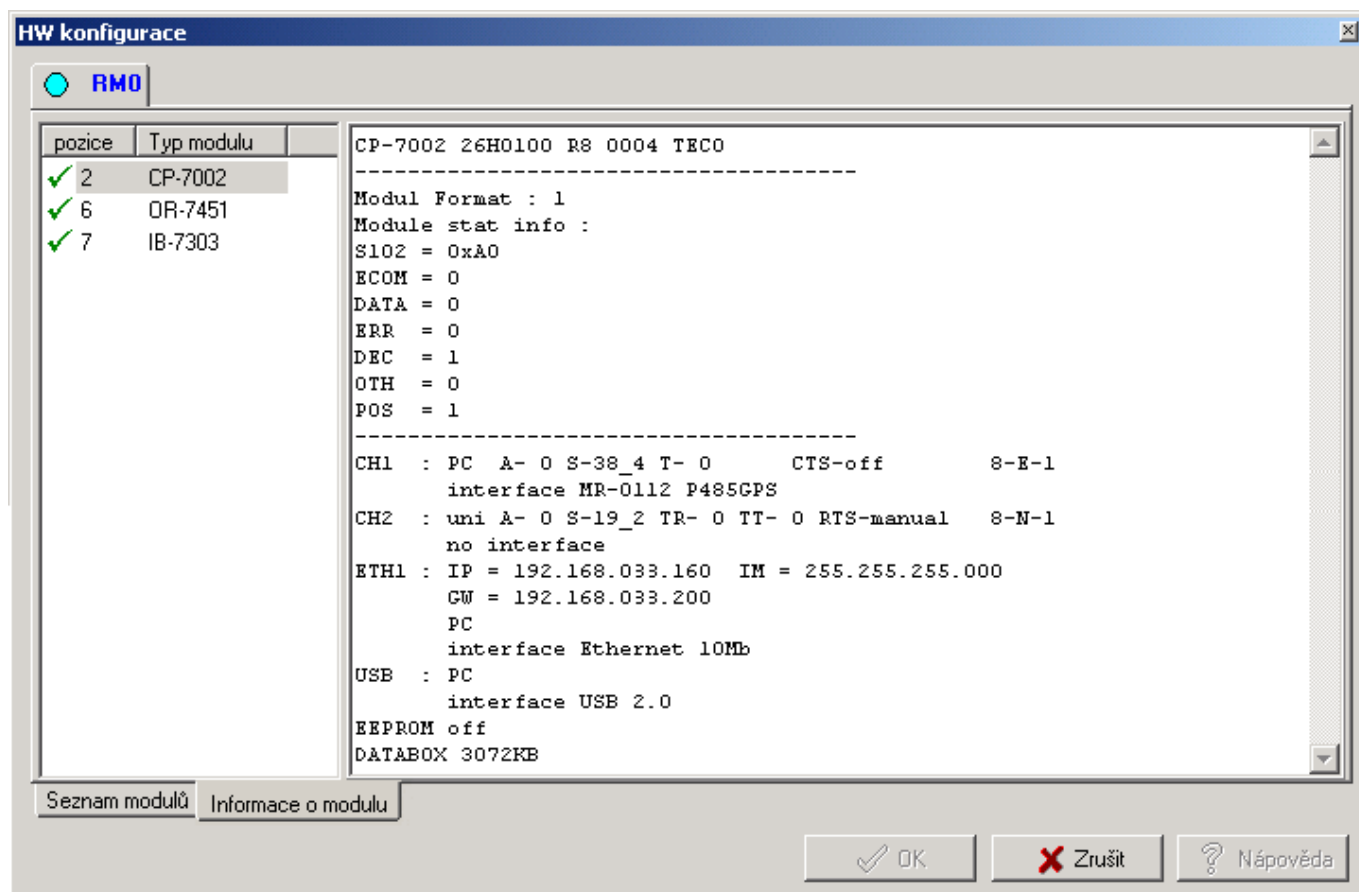 HW konfigurace
RM0
pozice Typ modulu
2 CP-7002
6 OR-7451
7 IB-7303
CP-7002 26H0100 R8 0004 TECO
--------------------------------------
Modul Format : 1
Module stat info :
S102 = 0xA0
ECOM = 0
DATA = 0
ERR  = 0
DEC  = 1
OTH  = 0
POS  = 1
--------------------------------------
CH1  : PC  A- 0 S-38_4 T- 0      CTS-off     8-E-1
       interface MR-0112 P485GPS
CH2  : uni A- 0 S-19_2 TR- 0 TT- 0 RTS-manual   8-N-1
       no interface
ETH1 : IP = 192.168.033.160  IM = 255.255.255.000
       GW = 192.168.033.200
       PC
       interface Ethernet 10Mb
USB  : PC
       interface USB 2.0
EEPROM off
DATABOX 3072KB
Seznam modulů Informace o modulu
OK Zrušit Nápověda